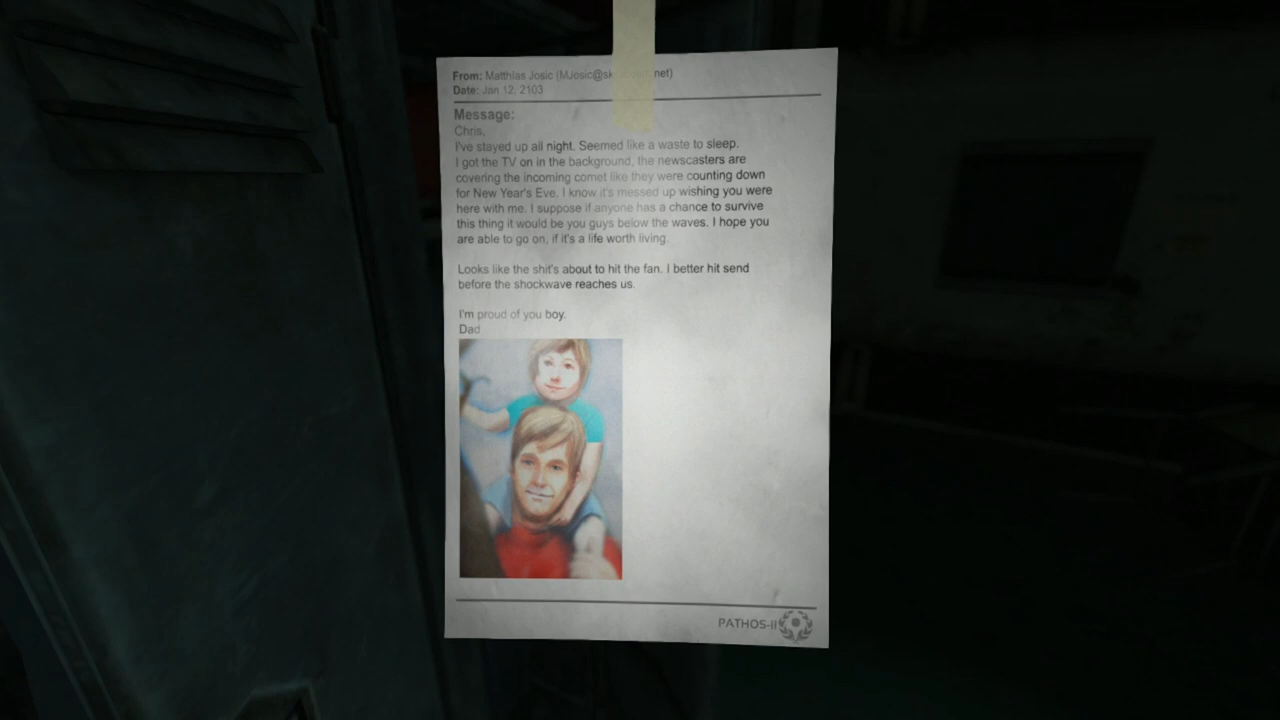 From: Matthias Josic (MJosic@sk net)
Date: Jan 12, 2103
Message:
Chris,
I've stayed up all night. Seemed like a waste to sleep.
I got the TV on in the background, the newscasters are
covering the incoming comet like they were counting down
for New Year's Eve. I know it's messed up wishing you were
here with me. I suppose if anyone has a chance to survive
this thing it would be you guys below the waves. I hope you
are able to go on, if it's a life worth living.
Looks like the shit's about to hit the fan. I better hit send
before the shockwave reaches us.
I'm proud of you boy.
Dad
PATHOS-II